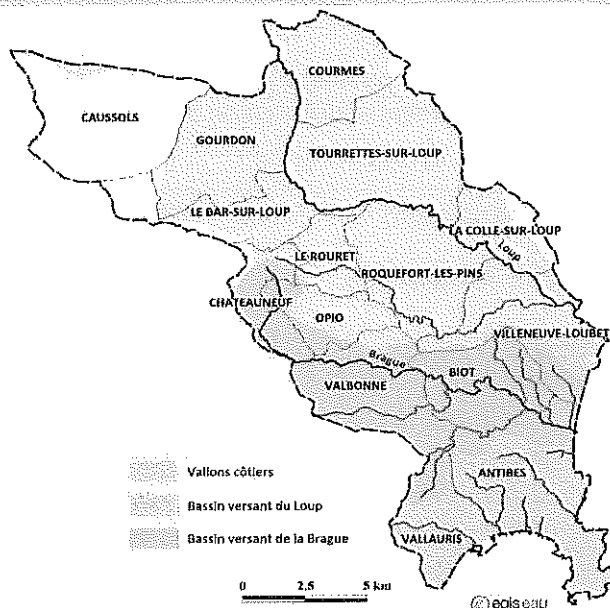 COURMES
CAUSSOLS
GOURDON
TOURRETTES-SUR-LOUP
LE BAR-SUR-LOUP
LA COLLE-SUR-LOUP
Loup
LE ROURET
ROQUEFORT-LES-PINS
CHATEAUNEUF
OPIO
VILLENEUVE-LOUBET
Brague
BIOT
VALBONNE
ANTIBES
VALLAURIS
Vallons côtiers
Bassin versant du Loup
Bassin versant de la Brague
0 2,5 5 km
egis eau